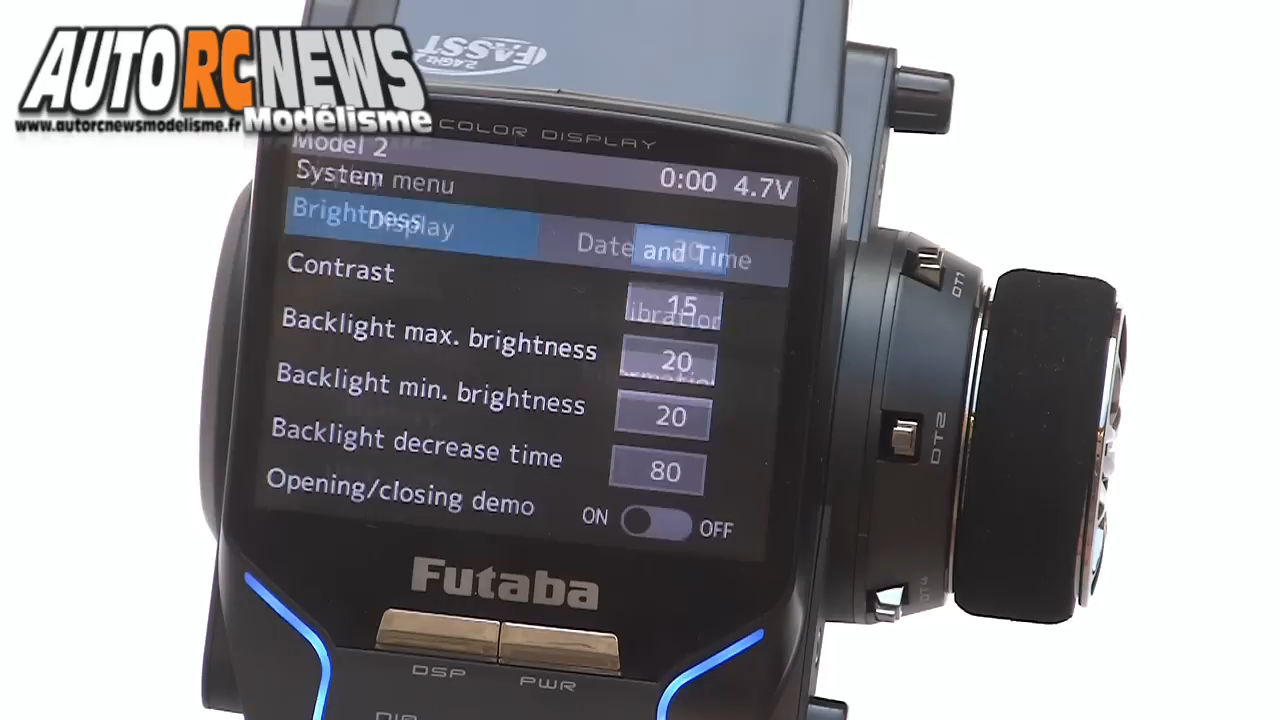 AUTO RC NEWS
www.autorcnewsmodelisme.fr Modélisme
2.4GHz FASST
COLOR DISPLAY
Model 2
System menu 0:00 4.7V
Brightness
Display Date and Time
Contrast 15
Backlight max. brightness 20
Backlight min. brightness 20
Backlight decrease time 80
Opening/closing demo ON OFF
Futaba
DSP PWR
DT1
DT2
DT4